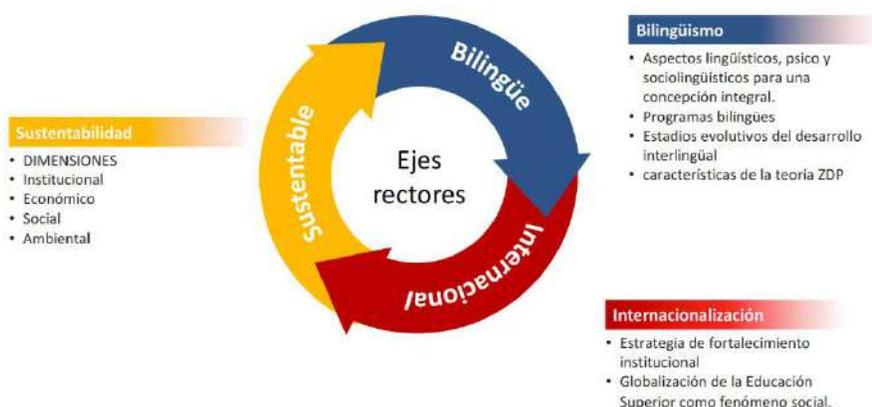 Bilingüismo
• Aspectos lingüísticos, psico y
sociolingüísticos para una
concepción integral.
• Programas bilingües
• Estadios evolutivos del desarrollo
interlingüal
• características de la teoría ZDP
Sustentabilidad
• DIMENSIONES
• Institucional
• Económico
• Social
• Ambiental
Bilingüe
Sustentable
Internacional
Ejes
rectores
Internacionalización
• Estrategia de fortalecimiento
institucional
• Globalización de la Educación
Superior como fenómeno social.